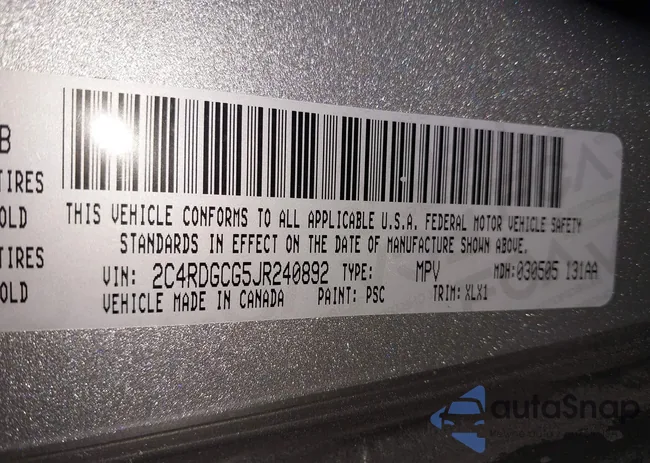 B
TIRES
OLD
THIS VEHICLE CONFORMS TO ALL APPLICABLE U.S.A. FEDERAL MOTOR VEHICLE SAFETY
STANDARDS IN EFFECT ON THE DATE OF MANUFACTURE SHOWN ABOVE.
TIRES
VIN: 2C4RDGCG5JR240892 TYPE: MPV MDH: 030505 131AA
OLD
VEHICLE MADE IN CANADA PAINT: PSC TRIM: XLX1
autoSnap